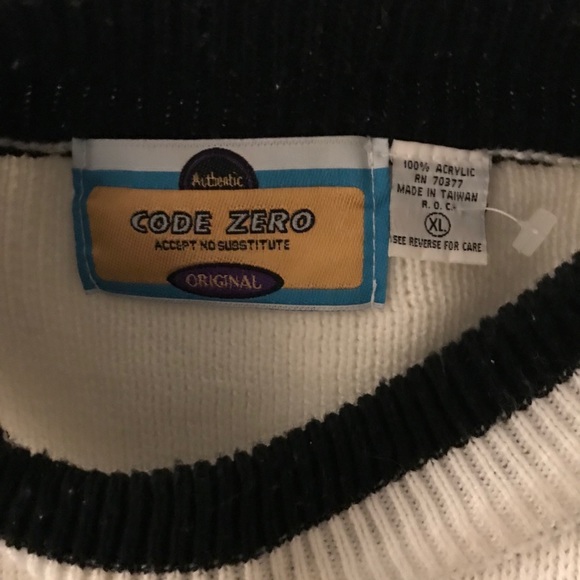 Authentic
CODE ZERO
ACCEPT NO SUBSTITUTE
ORIGINAL
100% ACRYLIC
RN 70377
MADE IN TAIWAN
R.O.C.
XL
SEE REVERSE FOR CARE